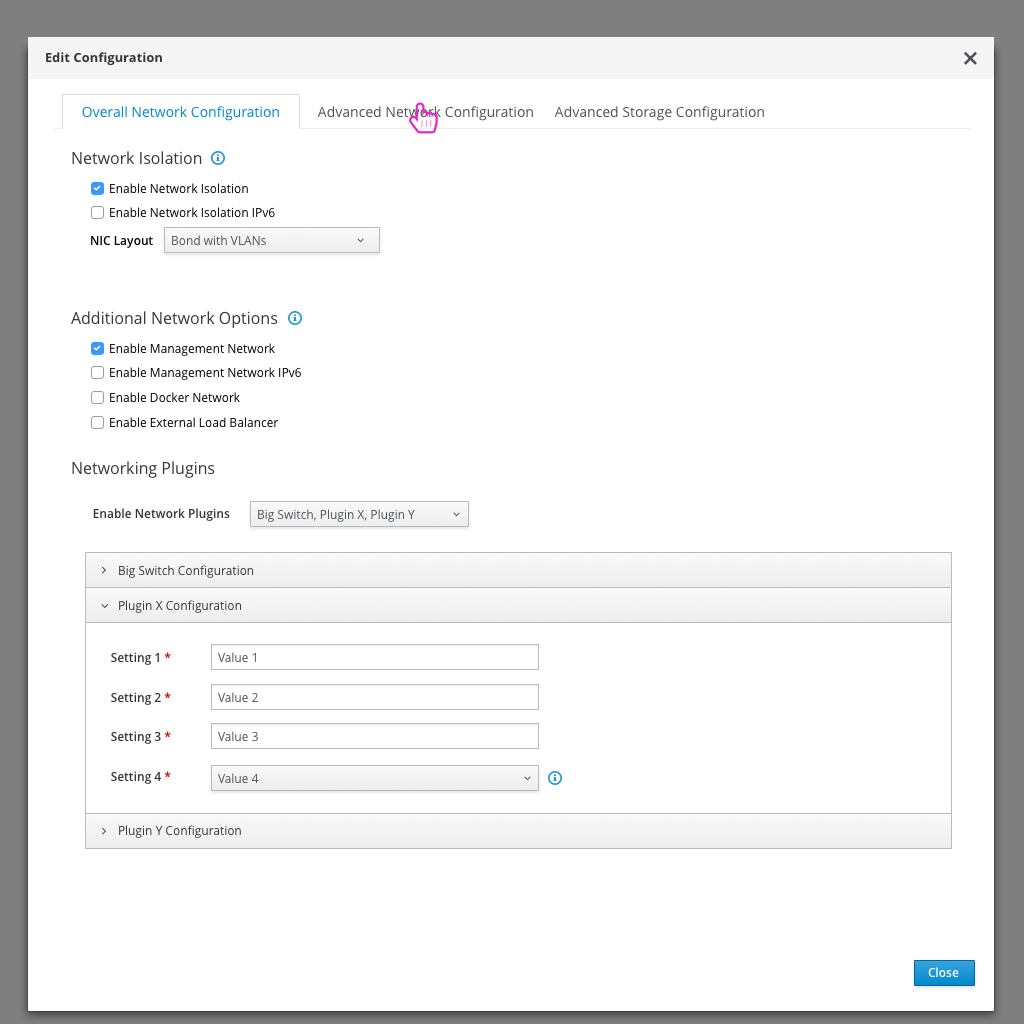 Edit Configuration
Overall Network Configuration Advanced Network Configuration Advanced Storage Configuration
Network Isolation
Enable Network Isolation
Enable Network Isolation IPv6
NIC Layout Bond with VLANs
Additional Network Options
Enable Management Network
Enable Management Network IPv6
Enable Docker Network
Enable External Load Balancer
Networking Plugins
Enable Network Plugins Big Switch, Plugin X, Plugin Y
Big Switch Configuration
Plugin X Configuration
Setting 1 * Value 1
Setting 2 * Value 2
Setting 3 * Value 3
Setting 4 * Value 4
Plugin Y Configuration
Close